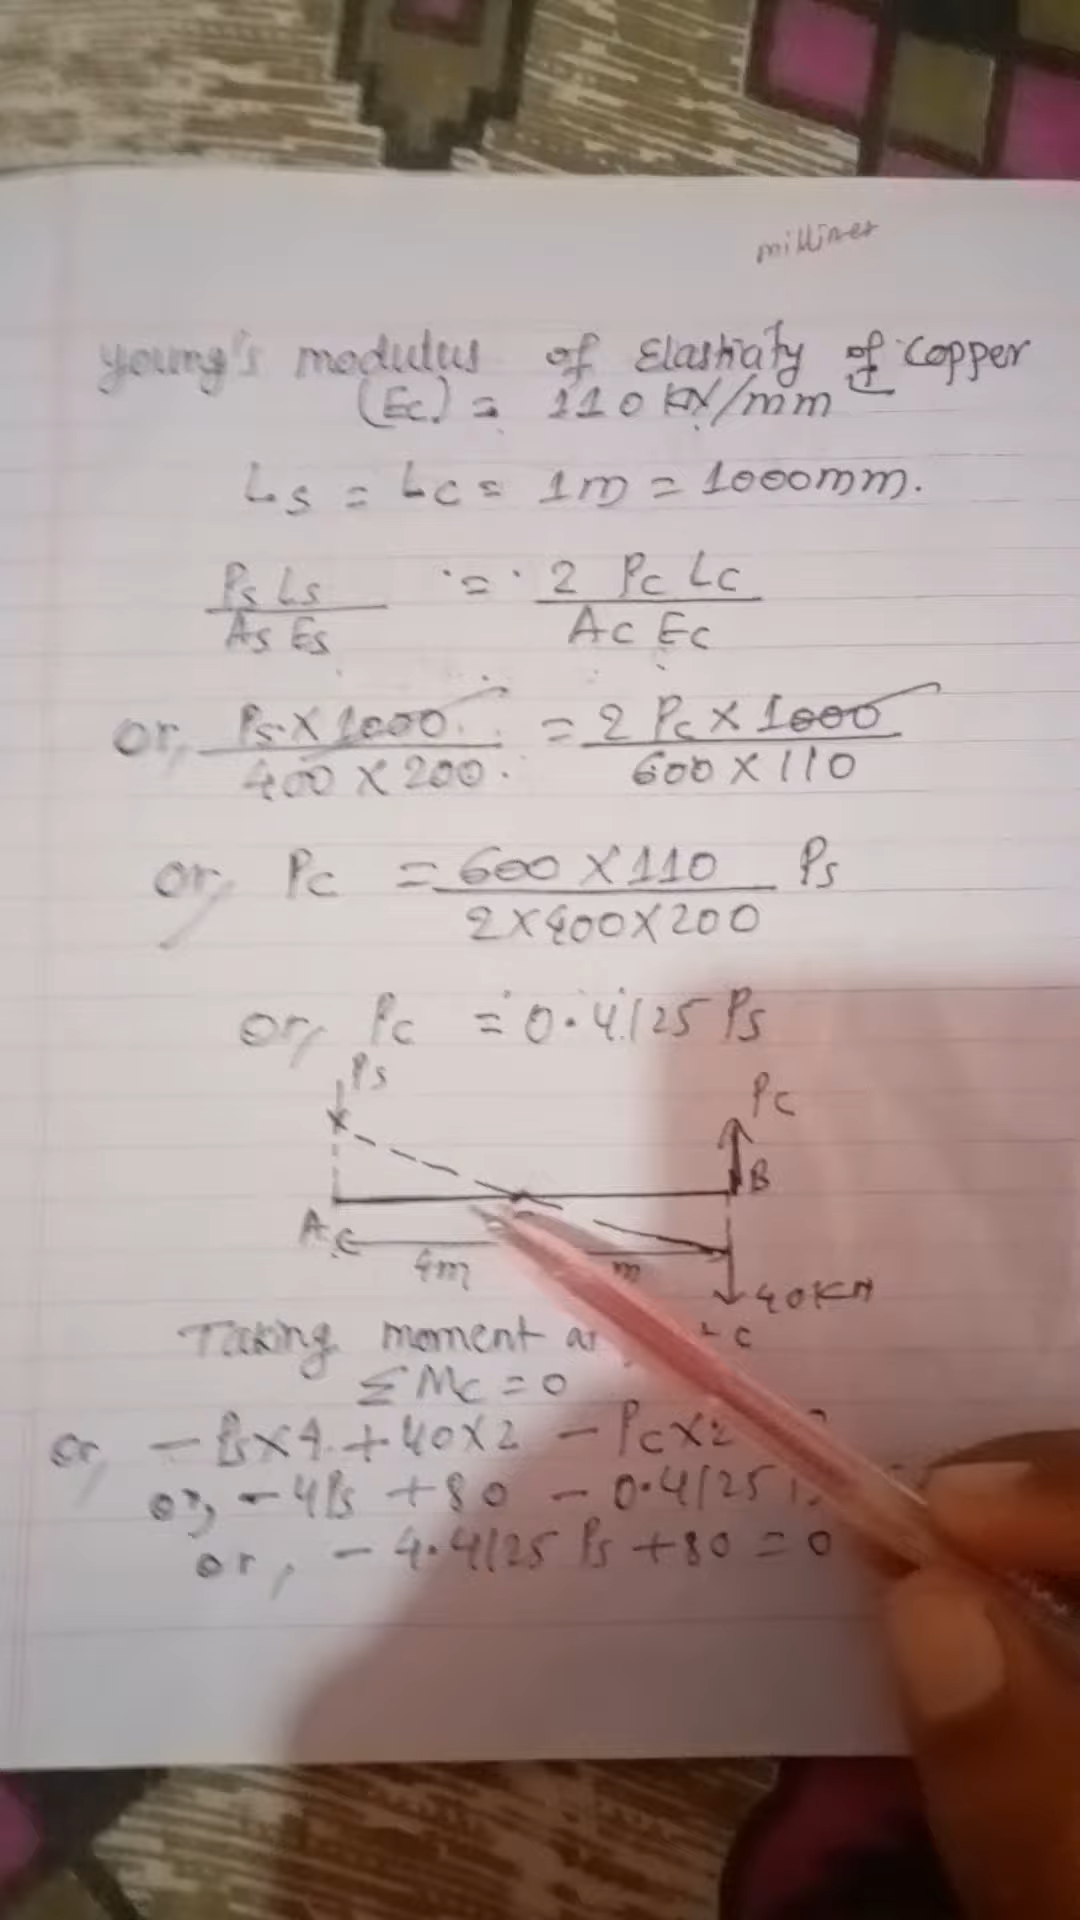 young's modulus of Elasticity of copper
(Ec) = 110 KN/mm
Ls = Lc = 1m = 1000mm.
Ps Ls / As Es = 2 Pc Lc / Ac Ec
or, Ps × 1000 / 400 × 200 = 2 Pc × 1000 / 600 × 110
or, Pc = 600 × 110 / 2×400×200 Ps
or, Pc = 0.4125 Ps
Ps
Pc
B
A
4m m
40KN
Taking moment C
ΣMc = 0
or, - Ps×4 + 40×2 - Pc×2
or, - 4Ps + 80 - 0.4125
or, - 4.4125 Ps + 80 = 0